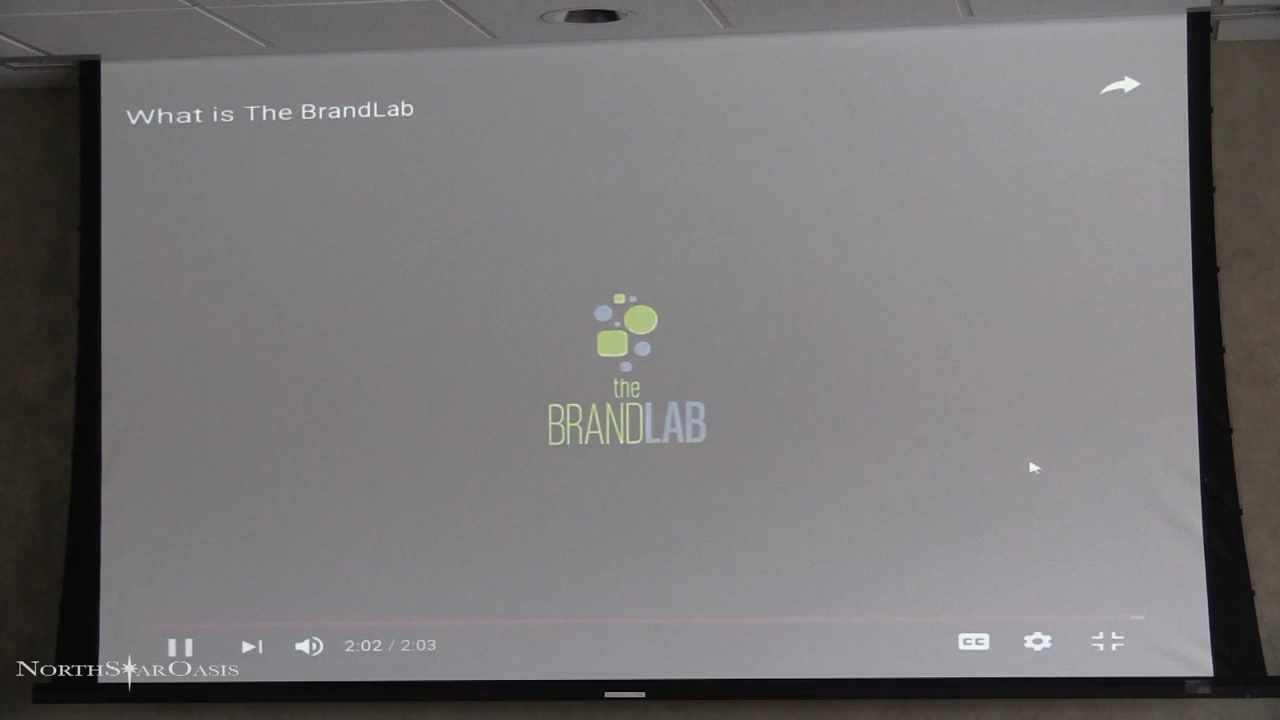 What is The BrandLab
the
BRANDLAB
2:02 / 2:03
CC
NORTHSTAROASIS